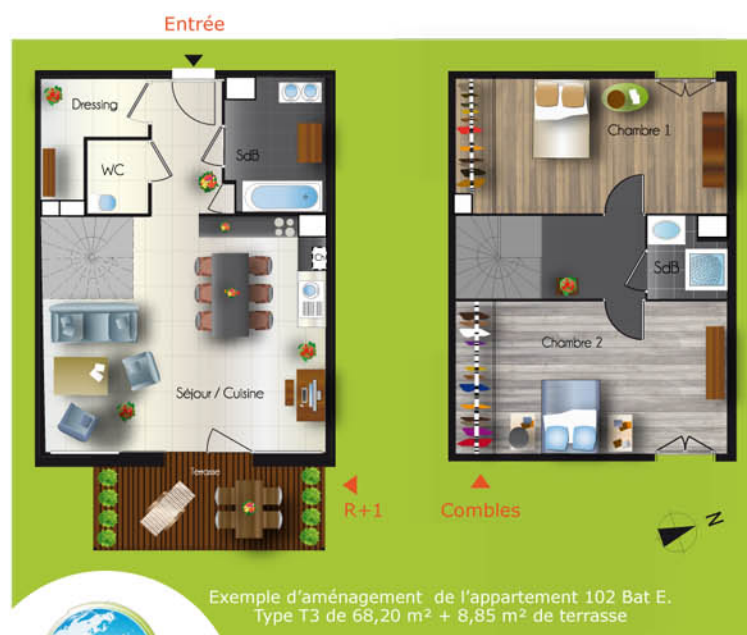 Entrée
Dressing
WC
SdB
Séjour / Cuisine
Terrasse
R+1
Chambre 1
SdB
Chambre 2
Combles
N
Exemple d'aménagement de l'appartement 102 Bat E.
Type T3 de 68,20 m² + 8,85 m² de terrasse